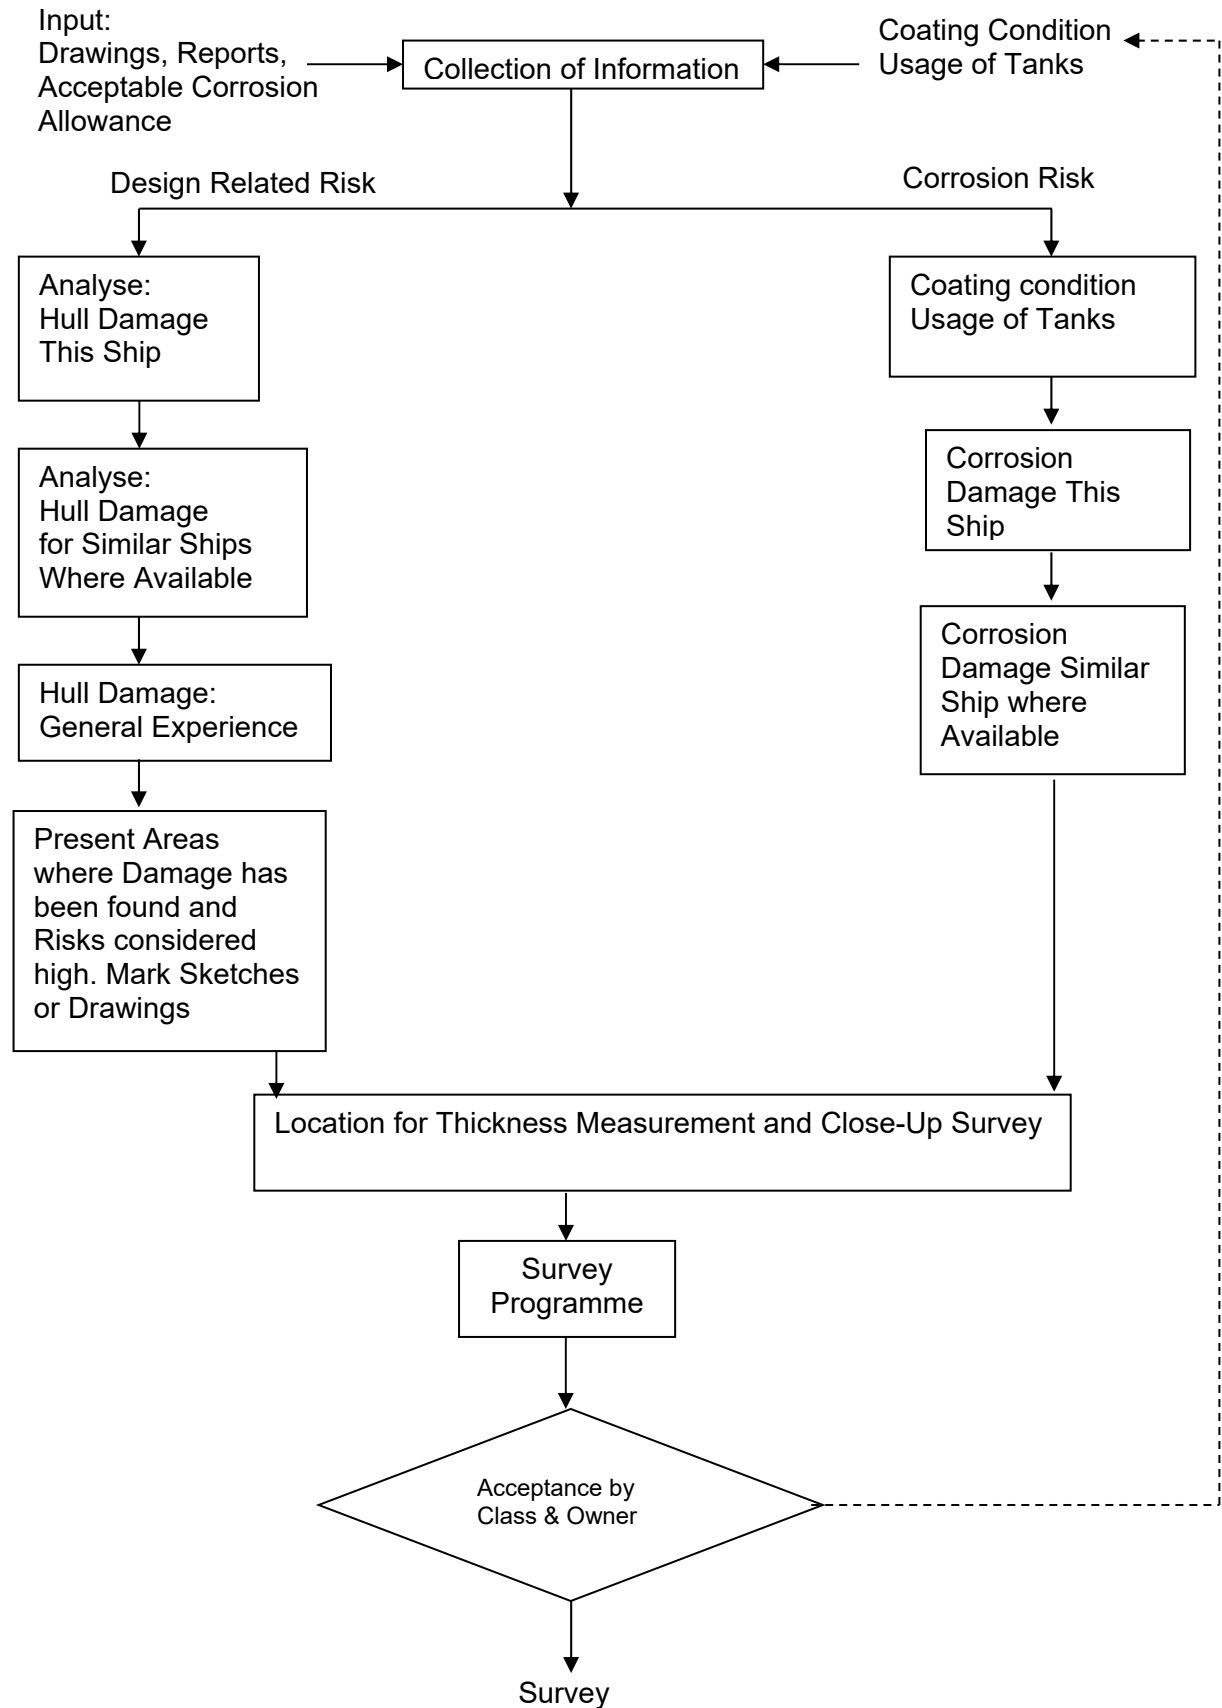 Input:
Drawings, Reports,
Acceptable Corrosion
Allowance
Collection of Information
Coating Condition
Usage of Tanks
Design Related Risk
Corrosion Risk
Analyse:
Hull Damage
This Ship
Analyse:
Hull Damage
for Similar Ships
Where Available
Hull Damage:
General Experience
Present Areas
where Damage has
been found and
Risks considered
high. Mark Sketches
or Drawings
Coating condition
Usage of Tanks
Corrosion
Damage This
Ship
Corrosion
Damage Similar
Ship where
Available
Location for Thickness Measurement and Close-Up Survey
Survey
Programme
Acceptance by
Class & Owner
Survey